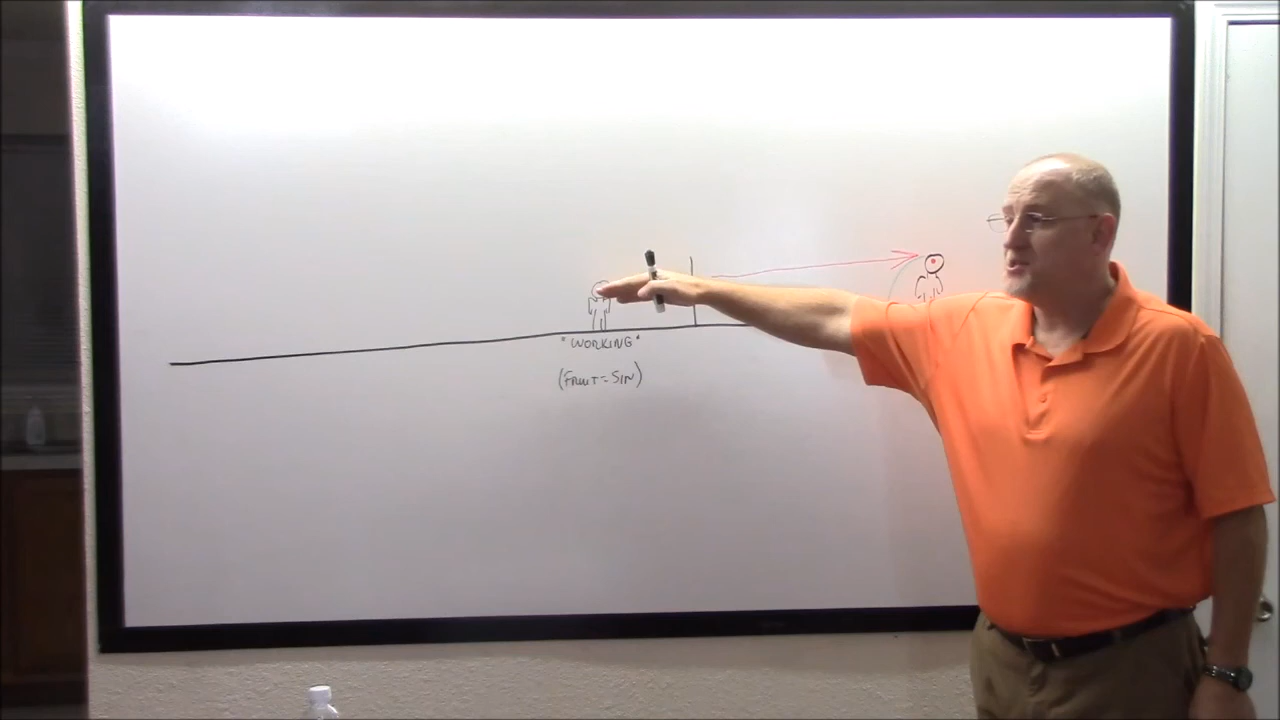 "WORKING"
(FRUIT = SIN)